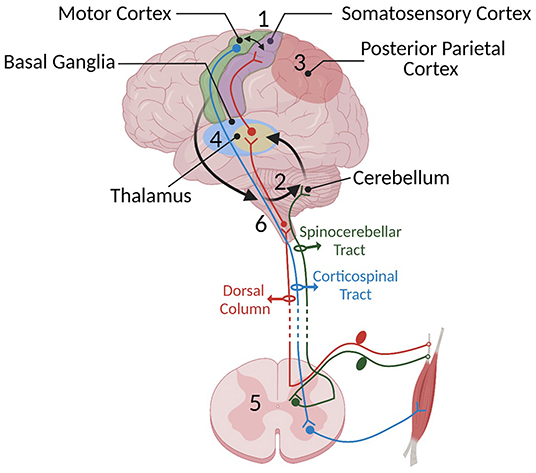 Motor Cortex
1
Somatosensory Cortex
Basal Ganglia
3
Posterior Parietal
Cortex
4
Thalamus
2
Cerebellum
6
Spinocerebellar
Tract
Corticospinal
Tract
Dorsal
Column
5